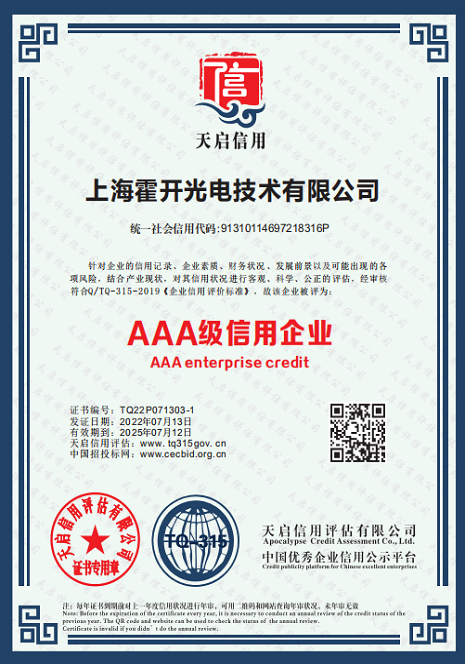 信
天启信用
上海霍开光电技术有限公司
统一社会信用代码:91310114697218316P
针对企业的信用记录、企业素质、财务状况、发展前景以及可能出现的各
项风险，结合产业现状，对其信用状况进行客观、科学、公正的评估，经审核
符合Q/TQ-315-2019《企业信用评价标准》，故该企业被评为：
AAA级信用企业
AAA enterprise credit
证书编号：TQ22P071303-1
发证日期：2022年07月13日
有效期到：2025年07月12日
天启信用评估：www.tq315gov.cn
中国招投标网：www.cecbid.org.cn
天启信用评估有限公司
证书专用章
TQ-315
天启信用评估有限公司
Apocalypse Credit Assessment Co., Ltd.
中国优秀企业信用公示平台
Credit publicity platform for Chinese excellent enterprises
注：每年证书到期前对上一年度信用状况进行年审，可用二维码和网站查询年审状况，未年审无效
Note: Before the expiration of the certificate every year, it is necessary to conduct an annual review of the credit status of the
previous year. The QR code and website can be used to check the status of the annual review.
Certificate is invalid if you didn't do the annual review.